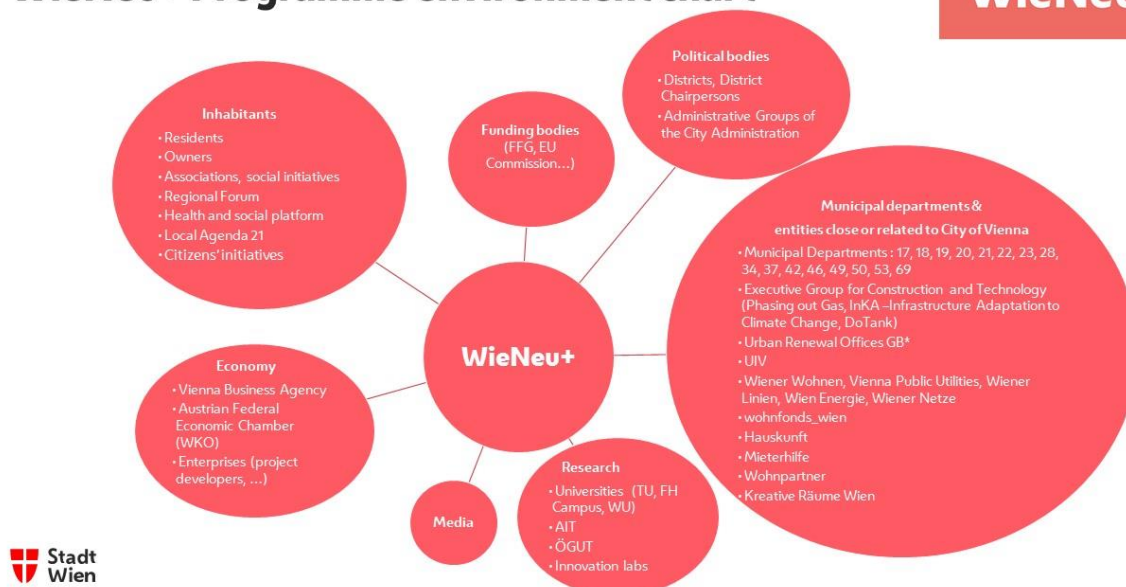 WieNeu+ Programme environment chart
WieNeu
Political bodies
• Districts, District
Chairpersons
• Administrative Groups of
the City Administration
Inhabitants
• Residents
• Owners
• Associations, social initiatives
• Regional Forum
• Health and social platform
• Local Agenda 21
• Citizens' initiatives
Funding bodies
(FFG, EU
Commission...)
Municipal departments &
entities close or related to City of Vienna
• Municipal Departments : 17, 18, 19, 20, 21, 22, 23, 28,
34, 37, 42, 46, 49, 50, 53, 69
• Executive Group for Construction and Technology
(Phasing out Gas, InKA –Infrastructure Adaptation to
Climate Change, DoTank)
• Urban Renewal Offices GB*
• UIV
• Wiener Wohnen, Vienna Public Utilities, Wiener
Linien, Wien Energie, Wiener Netze
• wohnfonds_wien
• Hauskunft
• Mieterhilfe
• Wohnpartner
• Kreative Räume Wien
WieNeu+
Economy
• Vienna Business Agency
• Austrian Federal
Economic Chamber
(WKO)
• Enterprises (project
developers, ...)
Media
Research
• Universities (TU, FH
Campus, WU)
• AIT
• ÖGUT
• Innovation labs
Stadt
Wien